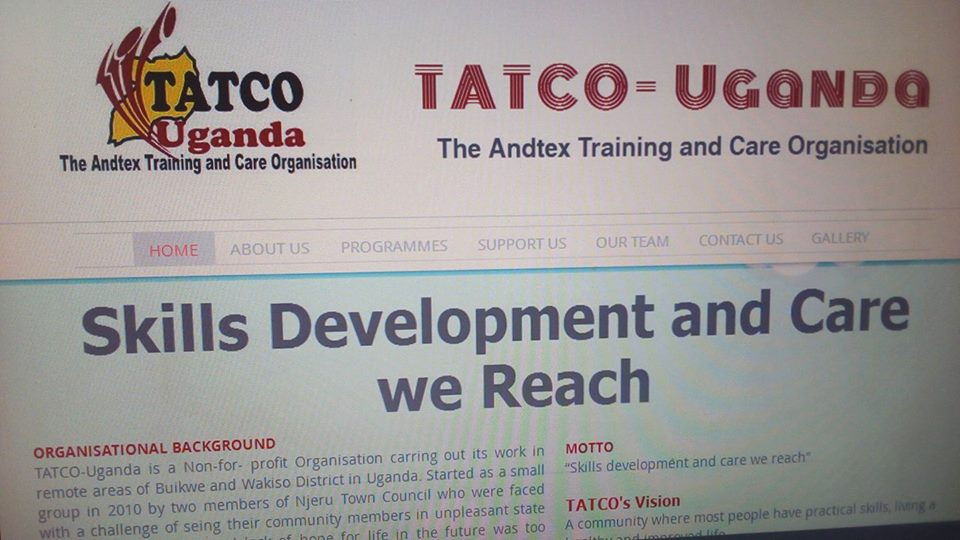 TATCO
Uganda
The Andtex Training and Care Organisation
TATCO= UGANDA
The Andtex Training and Care Organisation
HOME ABOUT US PROGRAMMES SUPPORT US OUR TEAM CONTACT US GALLERY
Skills Development and Care
we Reach
ORGANISATIONAL BACKGROUND
TATCO-Uganda is a Non-for- profit Organisation carring out its work in
remote areas of Buikwe and Wakiso District in Uganda. Started as a small
group in 2010 by two members of Njeru Town Council who were faced
with a challenge of seing their community members in unpleasant state
of hope for life in the future was too
MOTTO
“Skills development and care we reach”
TATCO's Vision
A community where most people have practical skills, living a
improved life